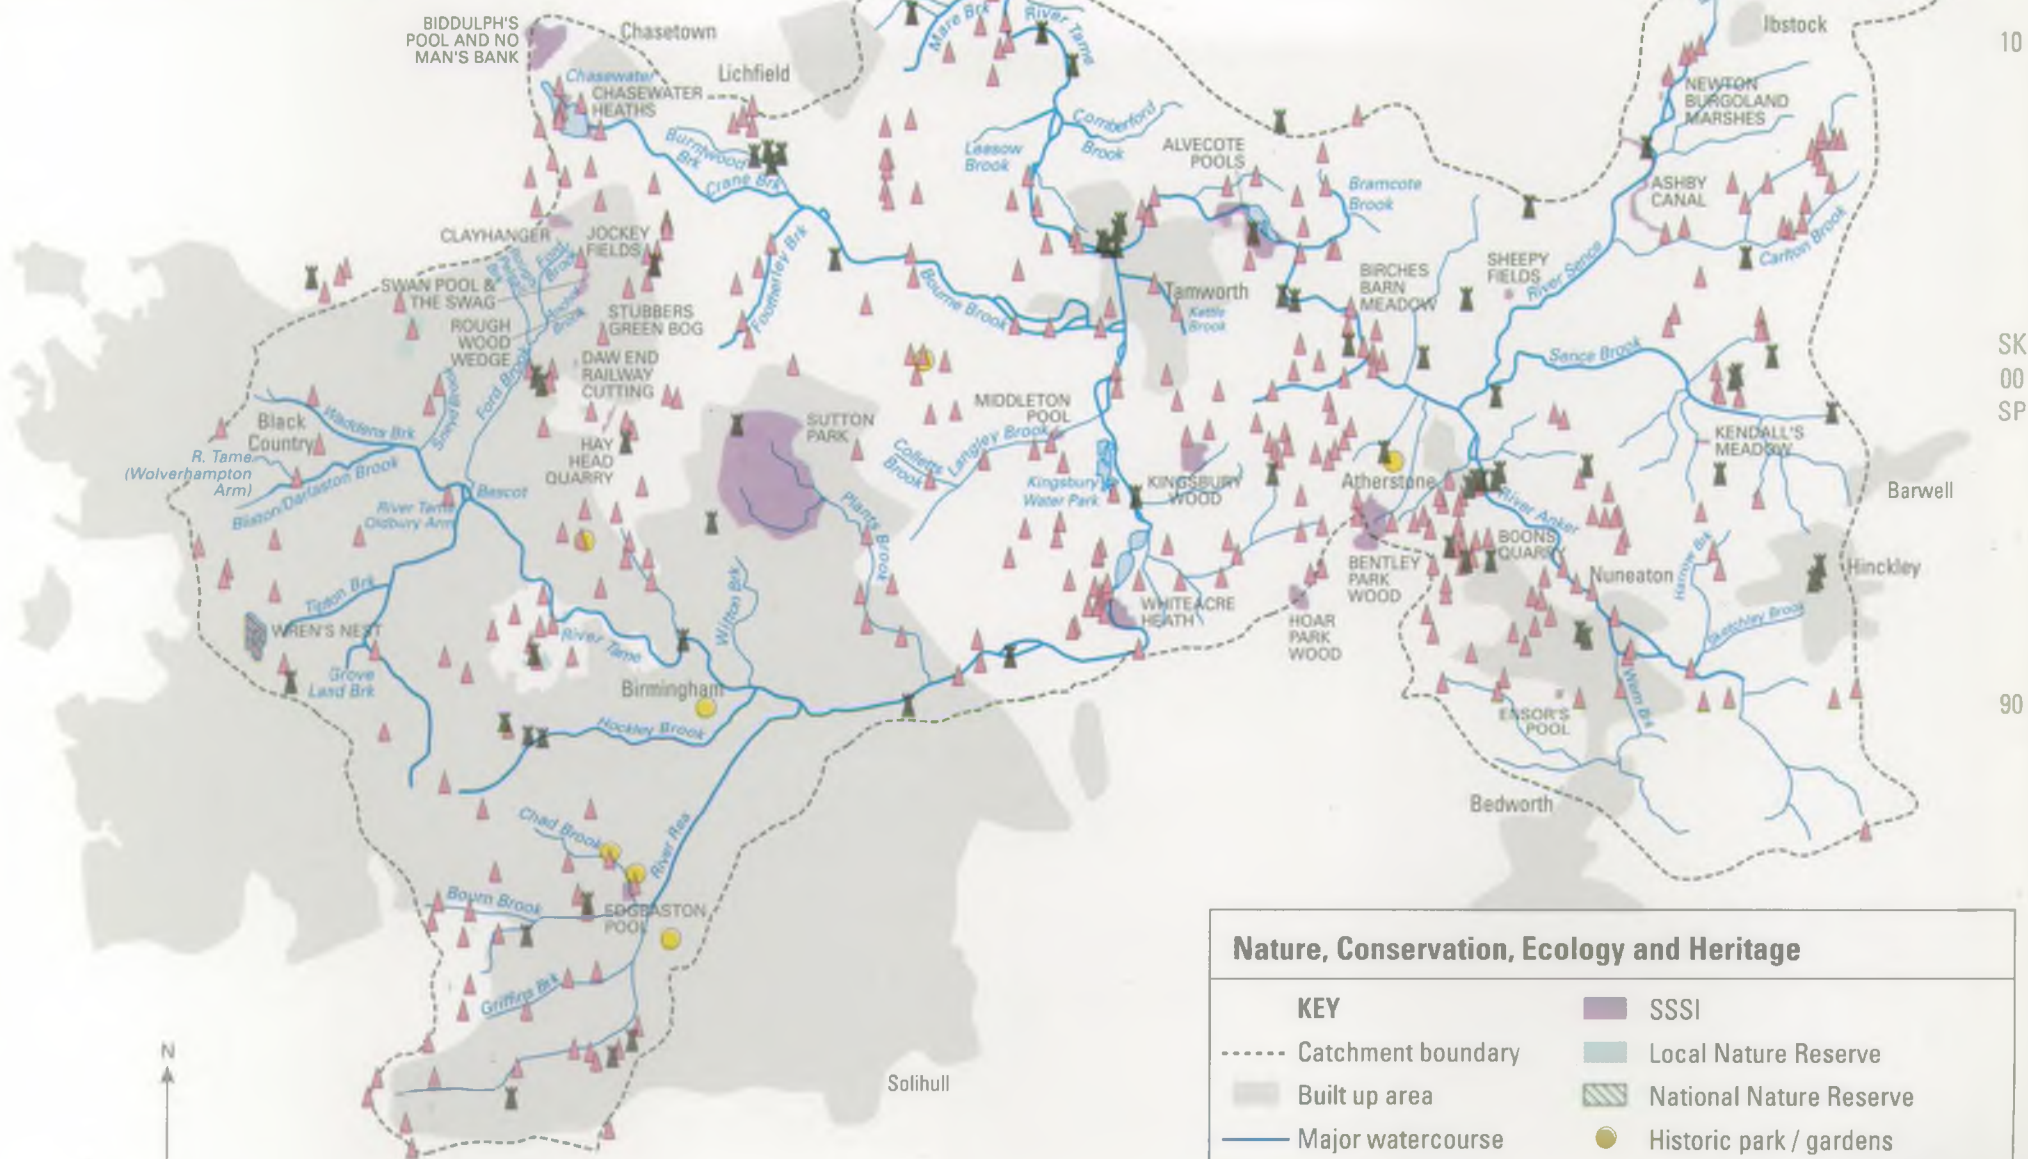 BIDDULPH'S
POOL AND NO
MAN'S BANK
Chasetown
Mare Brk
River Tame
Ibstock
10
Lichfield
Chasewater
CHASEWATER
HEATHS
NEWTON
BURGOLAND
MARSHES
Burntwood
Brk
Crane Brk
Leasow
Brook
Comberford
Brook
ALVECOTE
POOLS
Bramcote
Brook
ASHBY
CANAL
Carlton Brook
CLAYHANGER
JOCKEY
FIELDS
Ford
Brook
SWAN POOL &
THE SWAG
STUBBERS
GREEN BOG
Footherley Brk
Bourne Brook
Tamworth
Kettle
Brook
BIRCHES
BARN
MEADOW
SHEEPY
FIELDS
River Sence
ROUGH
WOOD
WEDGE
DAW END
RAILWAY
CUTTING
Ford Brook
Sneyd Brook
Sence Brook
SK
00
SP
Black
Country
Waddens Brk
R. Tame
(Wolverhampton
Arm)
Bilston/Darlaston Brook
HAY
HEAD
QUARRY
SUTTON
PARK
MIDDLETON
POOL
Colletts
Brook
Langley Brook
KENDALL'S
MEADOW
Bescot
River Tame
Oldbury Arm
Plants Brook
Kingsbury
Water Park
KINGSBURY
WOOD
Atherstone
River Anker
Barwell
BOONS
QUARRY
BENTLEY
PARK
WOOD
Nuneaton
Harrow Brk
Hinckley
Tipton Brk
WREN'S NEST
Witton Brk
WHITEACRE
HEATH
HOAR
PARK
WOOD
Sketchley Brook
River Tame
Grove
Land Brk
Birmingham
Hockley Brook
ENSOR'S
POOL
Wem Brk
90
Bedworth
Chad Brook
River Rea
Bourn Brook
EDGBASTON
POOL
Griffins Brk
N
Solihull
Nature, Conservation, Ecology and Heritage
KEY
SSSI
Catchment boundary
Local Nature Reserve
Built up area
National Nature Reserve
Major watercourse
Historic park / gardens